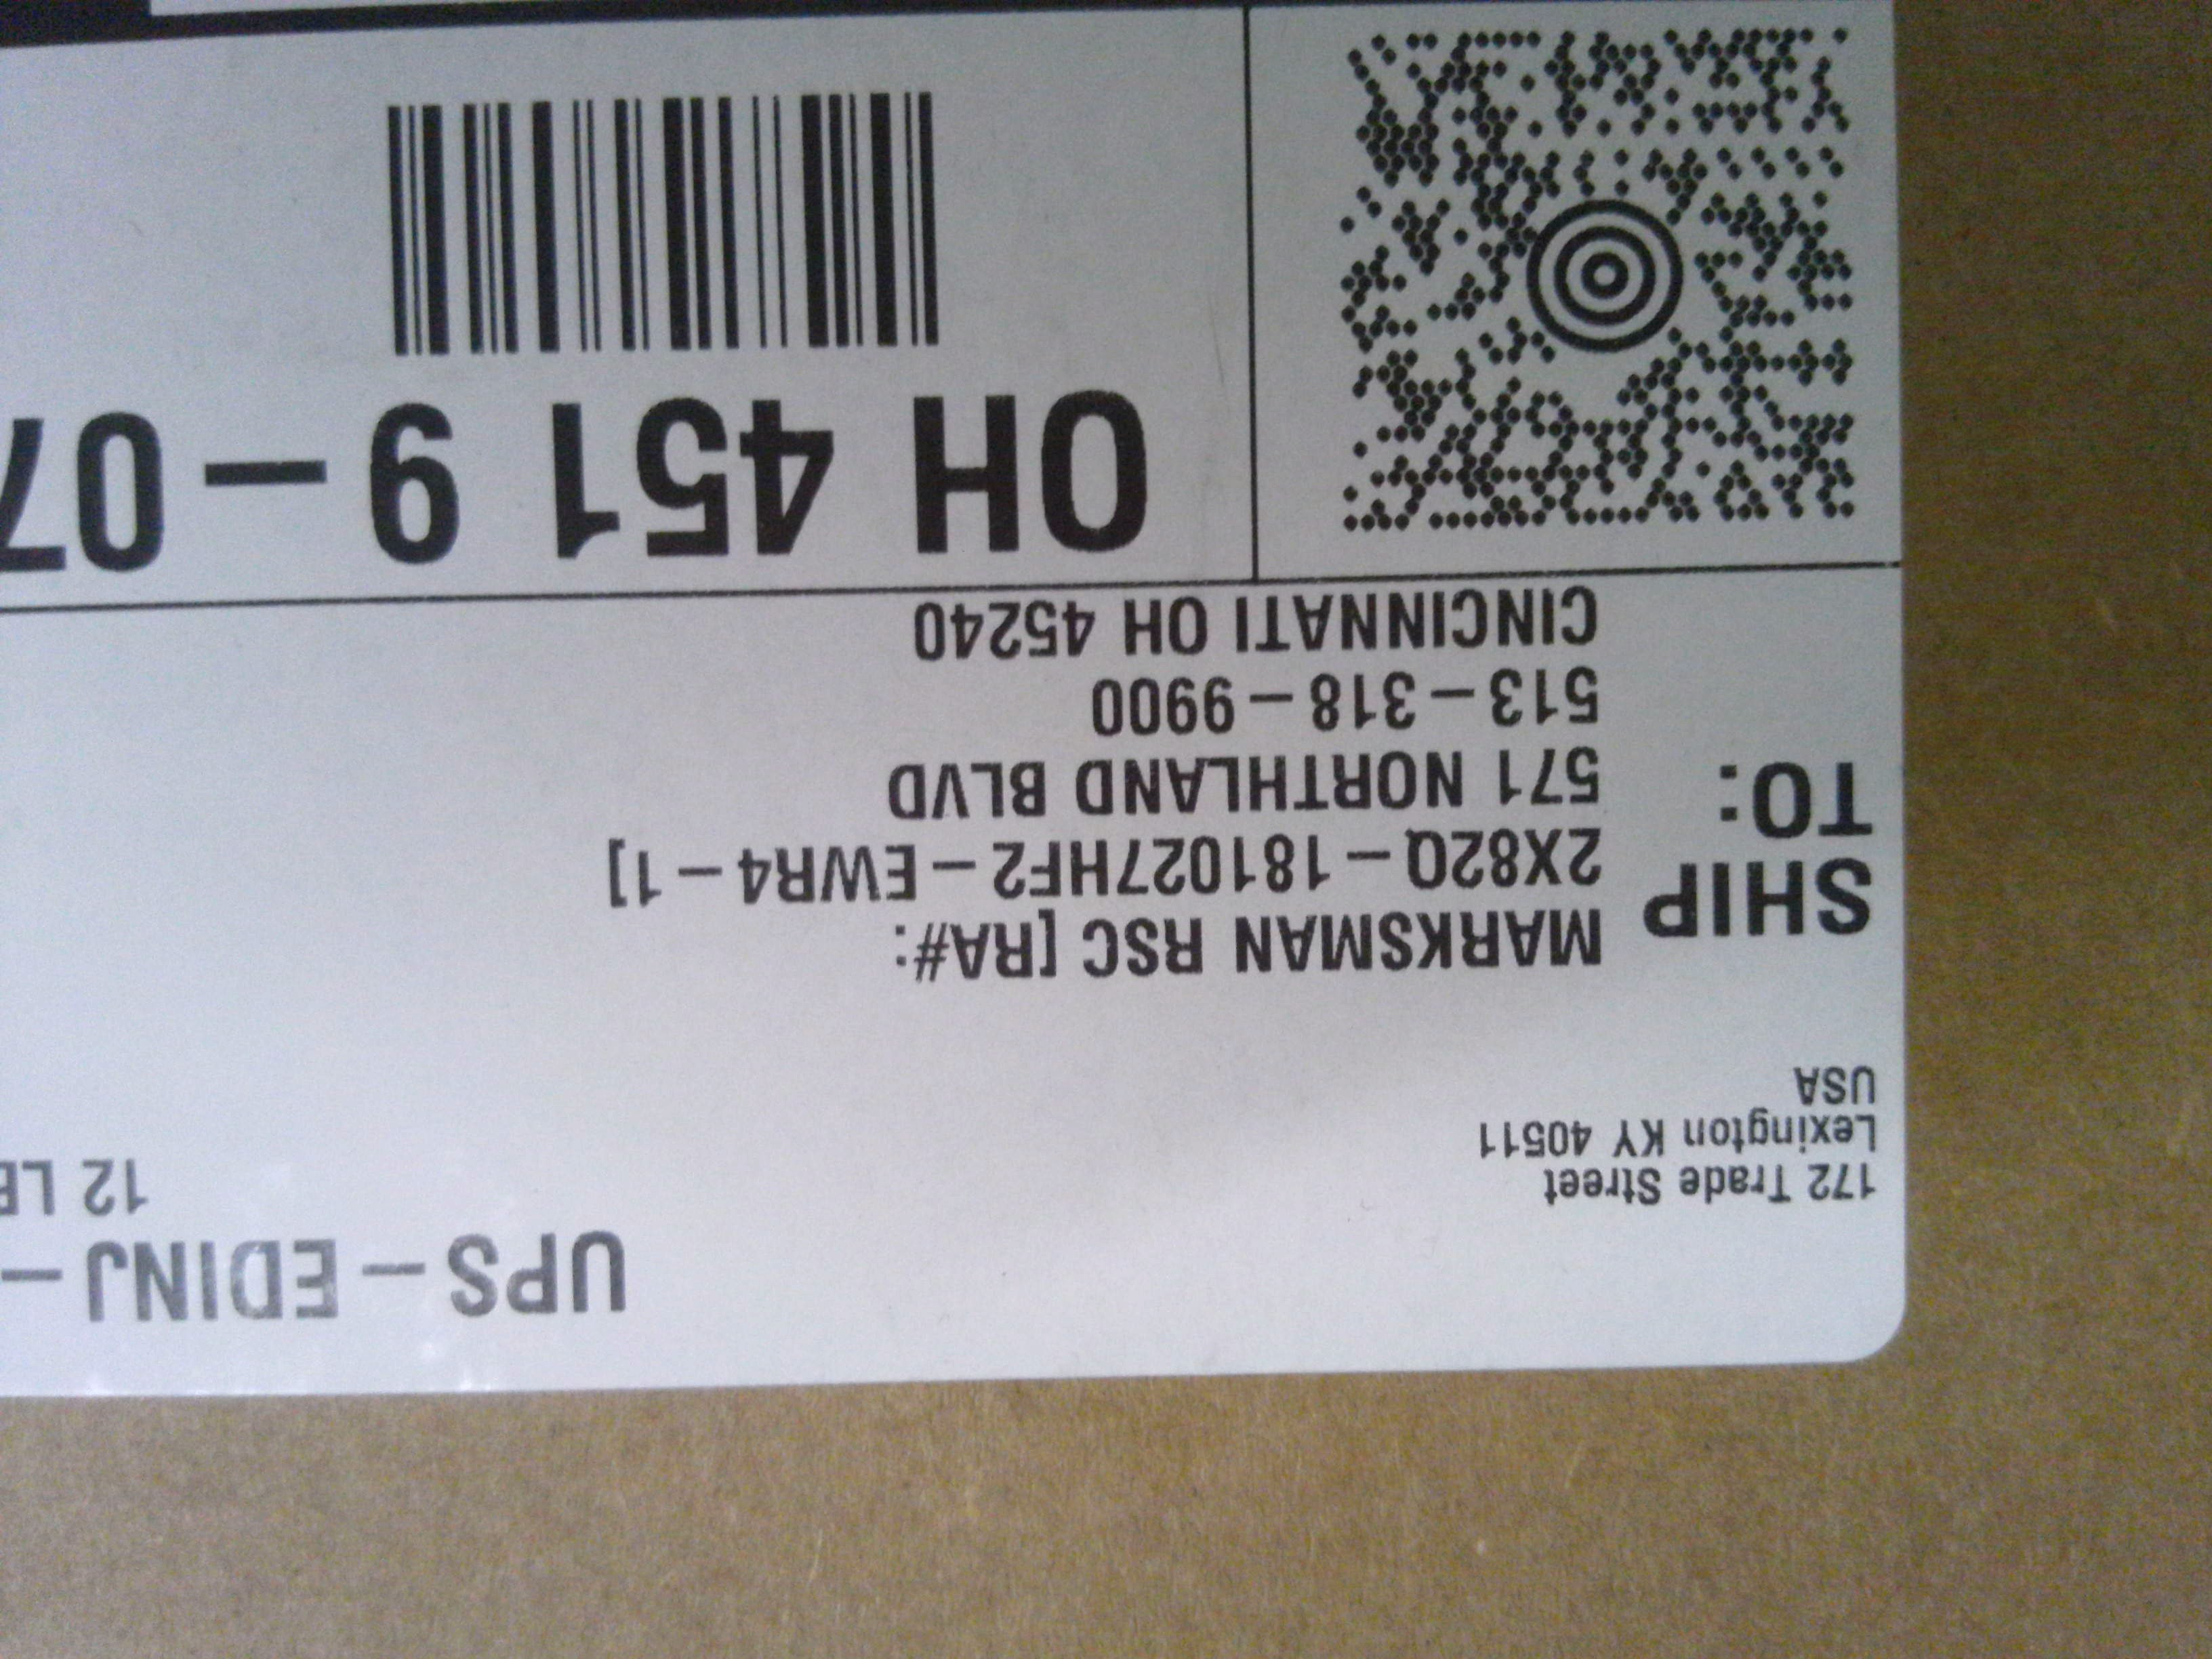 UPS-EDINJ-
12 LB
172 Trade Street
Lexington KY 40511
USA
SHIP
TO:
MARKSMAN RSC [RA#:
2X82Q-181027HF2-EWR4-1]
571 NORTHLAND BLVD
513-318-9900
CINCINNATI OH 45240
OH 451 9-07